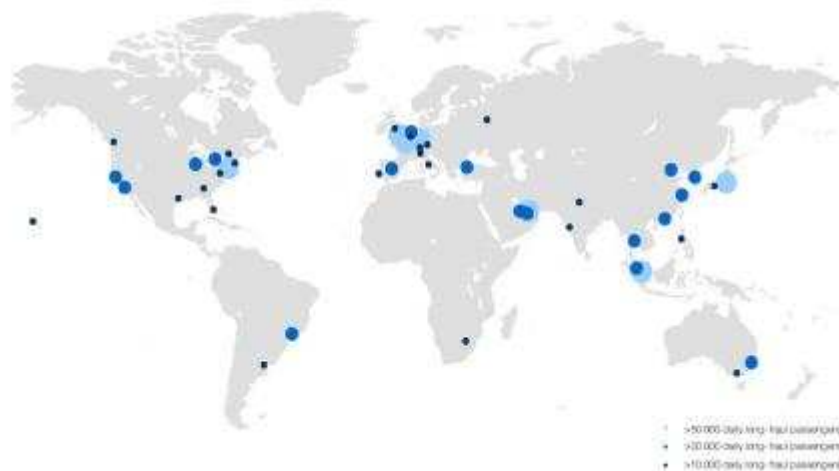 >50 000 daily long-haul passengers
>20 000 daily long-haul passengers
>10 000 daily long-haul passengers